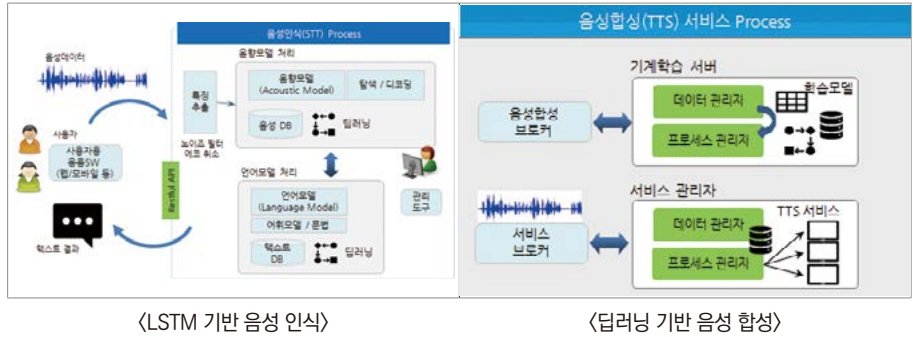 음성인식(STT) Process
음성데이터
사용자
사용자용
응용SW
(웹/모바일 등)
텍스트 결과
Restful API
특징
추출
노이즈 필터
에코 취소
음향모델 처리
음향모델
(Acoustic Model)
탐색 / 디코딩
음성 DB
딥러닝
언어모델 처리
언어모델
(Language Model)
어휘모델 / 문법
텍스트
DB
딥러닝
관리
도구
〈LSTM 기반 음성 인식〉
음성합성(TTS) 서비스 Process
기계학습 서버
음성합성
브로커
데이터 관리자
프로세스 관리자
학습모델
서비스 관리자
서비스
브로커
데이터 관리자
프로세스 관리자
TTS 서비스
〈딥러닝 기반 음성 합성〉